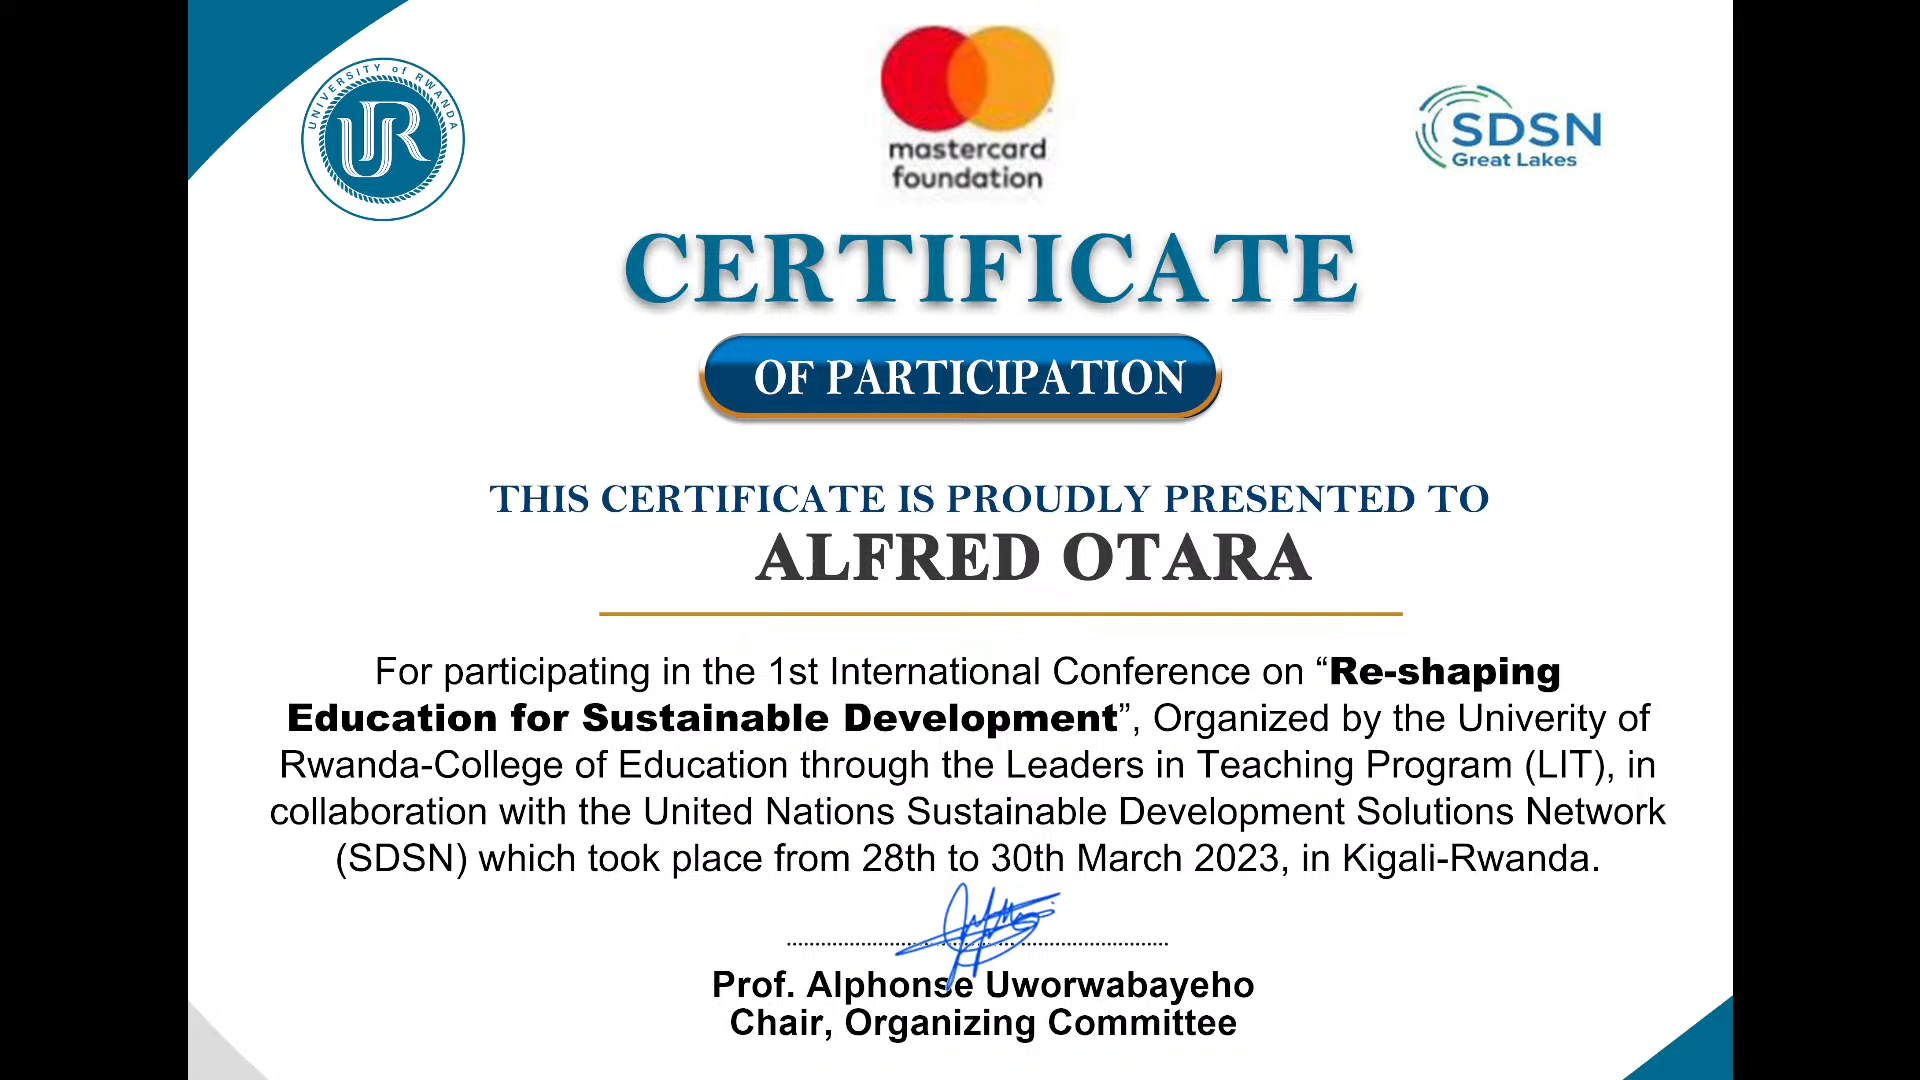 UNIVERSITY of RWANDA
UR
mastercard
foundation
SDSN
Great Lakes
CERTIFICATE
OF PARTICIPATION
THIS CERTIFICATE IS PROUDLY PRESENTED TO
ALFRED OTARA
For participating in the 1st International Conference on “Re-shaping
Education for Sustainable Development”, Organized by the Univerity of
Rwanda-College of Education through the Leaders in Teaching Program (LIT), in
collaboration with the United Nations Sustainable Development Solutions Network
(SDSN) which took place from 28th to 30th March 2023, in Kigali-Rwanda.
Prof. Alphonse Uworwabayeho
Chair, Organizing Committee